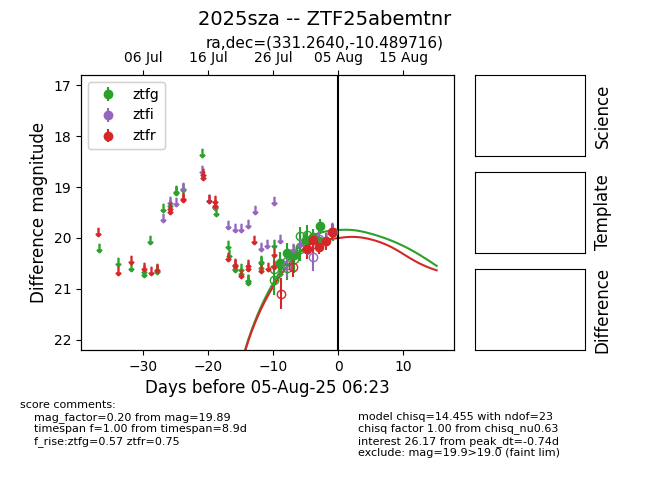 2025sza -- ZTF25abemtnr
ra,dec=(331.2640,-10.489716)
06 Jul 16 Jul 26 Jul 05 Aug 15 Aug
ztfg
ztfi
ztfr
17
18
19
20
21
22
Difference magnitude
−30 −20 −10 0 10
Days before 05-Aug-25 06:23
Science
Template
Difference
score comments:
mag_factor=0.20 from mag=19.89
timespan f=1.00 from timespan=8.9d
f_rise:ztfg=0.57 ztfr=0.75
model chisq=14.455 with ndof=23
chisq factor 1.00 from chisq_nu0.63
interest 26.17 from peak_dt=-0.74d
exclude: mag=19.9>19.0 (faint lim)